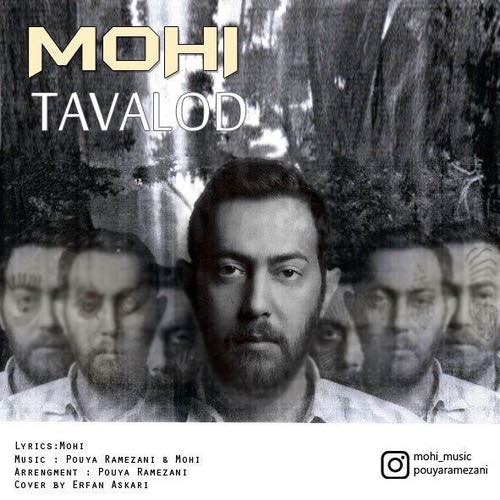 MOHI
TAVALOD
Lyrics:Mohi
Music : Pouya Ramezani & Mohi
Arrengment : Pouya Ramezani
Cover by Erfan Askari
mohi_music
pouyaramezani